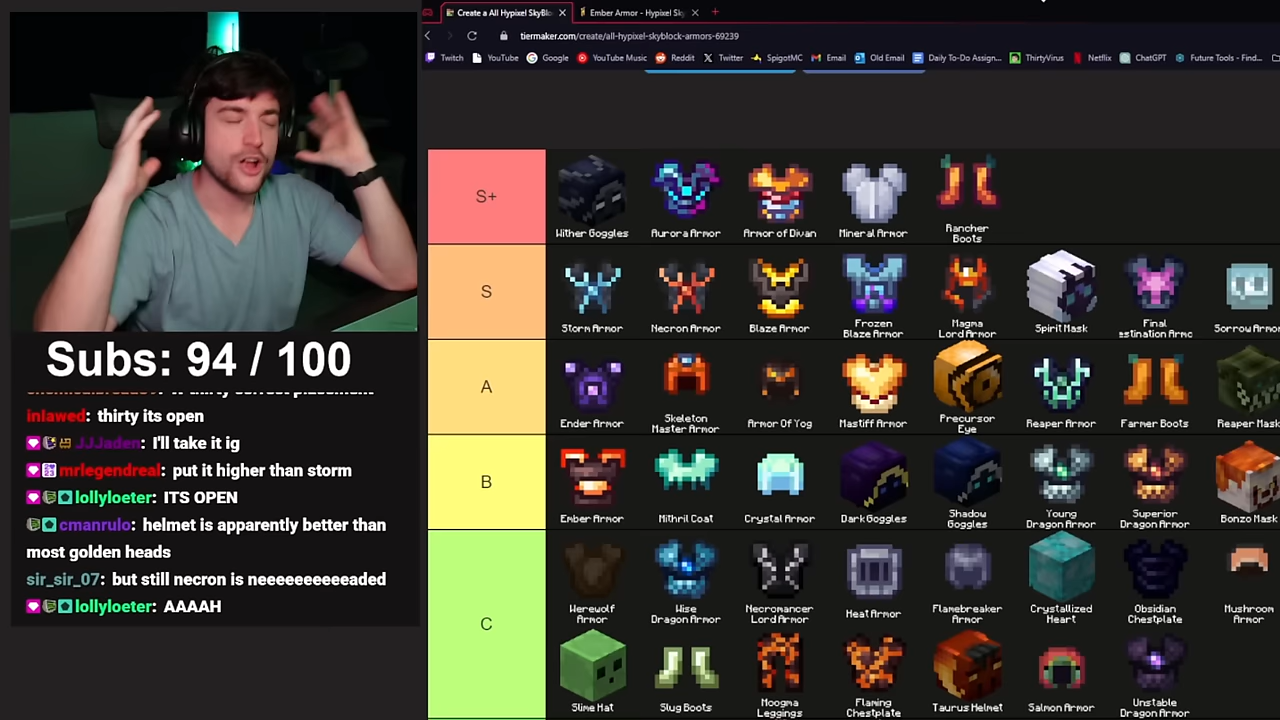 Create a All Hypixel SkyBlo
Ember Armor - Hypixel Sk
tiermaker.com/create/all-hypixel-skyblock-armors-69239
Twitch YouTube Google YouTube Music Reddit Twitter SpigotMC Email Old Email Daily To-Do Assign... ThirtyVirus Netflix ChatGPT Future Tools - Find...
S+
Wither Goggles
Aurora Armor
Armor of Divan
Mineral Armor
Rancher
Boots
S
Storm Armor
Necron Armor
Blaze Armor
Frozen
Blaze Armor
Magma
Lord Armor
Spirit Mask
Final
estination Armo
Sorrow Armor
A
Ender Armor
Skeleton
Master Armor
Armor Of Yog
Mastiff Armor
Precursor
Eye
Reaper Armor
Farmer Boots
Reaper Mask
B
Ember Armor
Mithril Coat
Crystal Armor
Dark Goggles
Shadow
Goggles
Young
Dragon Armor
Superior
Dragon Armor
Bonzo Mask
C
Werewolf
Armor
Wise
Dragon Armor
Necromancer
Lord Armor
Heat Armor
Flamebreaker
Armor
Crystallized
Heart
Obsidian
Chestplate
Mushroom
Armor
Slime Hat
Slug Boots
Moogma
Leggings
Flaming
Chestplate
Taurus Helmet
Salmon Armor
Unstable
Dragon Armor
Subs: 94 / 100
inlawed: thirty its open
JJJaden: I'll take it ig
mrlegendreal: put it higher than storm
lollyloeter: ITS OPEN
cmanrulo: helmet is apparently better than
most golden heads
sir_sir_07: but still necron is neeeeeeeeeeaded
lollyloeter: AAAAH